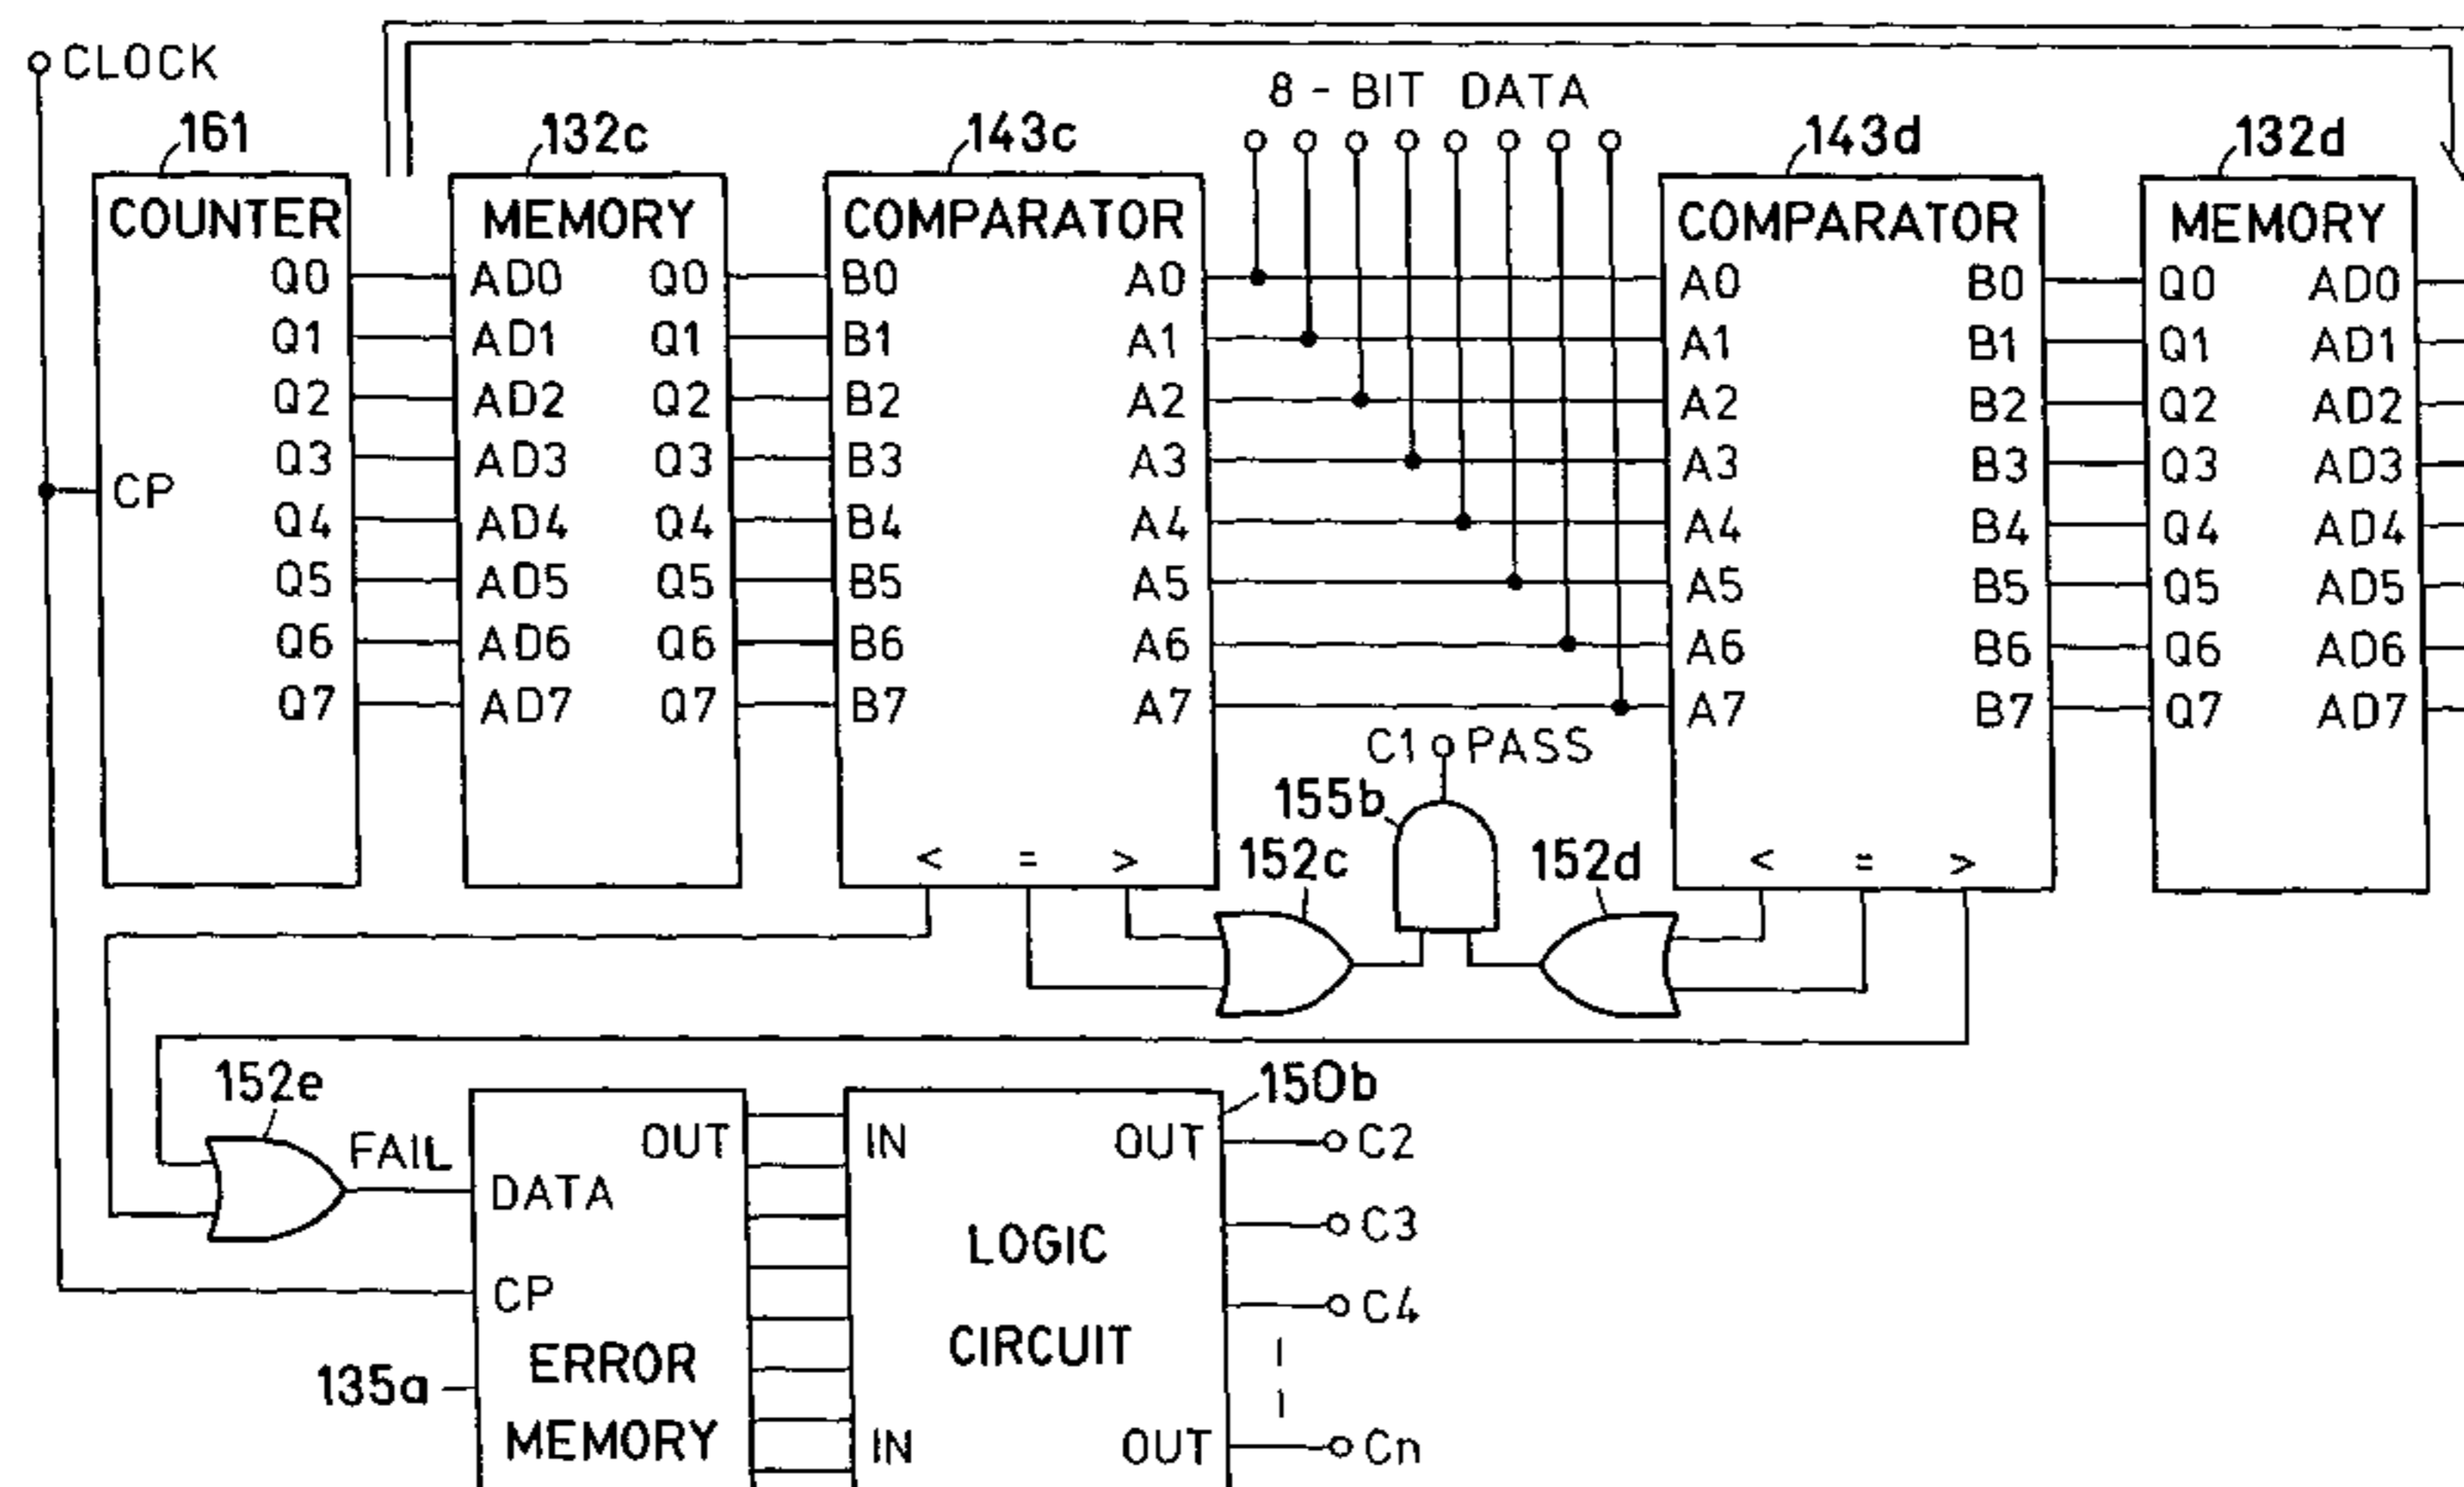 CLOCK
8 - BIT DATA
161
132c
143c
143d
132d
COUNTER
MEMORY
COMPARATOR
COMPARATOR
MEMORY
Q0 AD0 Q0 B0 A0 A0 B0 Q0 AD0
Q1 AD1 Q1 B1 A1 A1 B1 Q1 AD1
Q2 AD2 Q2 B2 A2 A2 B2 Q2 AD2
Q3 AD3 Q3 B3 A3 A3 B3 Q3 AD3
CP
Q4 AD4 Q4 B4 A4 A4 B4 Q4 AD4
Q5 AD5 Q5 B5 A5 A5 B5 Q5 AD5
Q6 AD6 Q6 B6 A6 A6 B6 Q6 AD6
Q7 AD7 Q7 B7 A7 A7 B7 Q7 AD7
C1 PASS
155b
< = >
152c
152d
< = >
152e
150b
FAIL
OUT
IN
OUT
C2
DATA
C3
LOGIC
CIRCUIT
CP
C4
ERROR
MEMORY
135a
IN
OUT
Cn